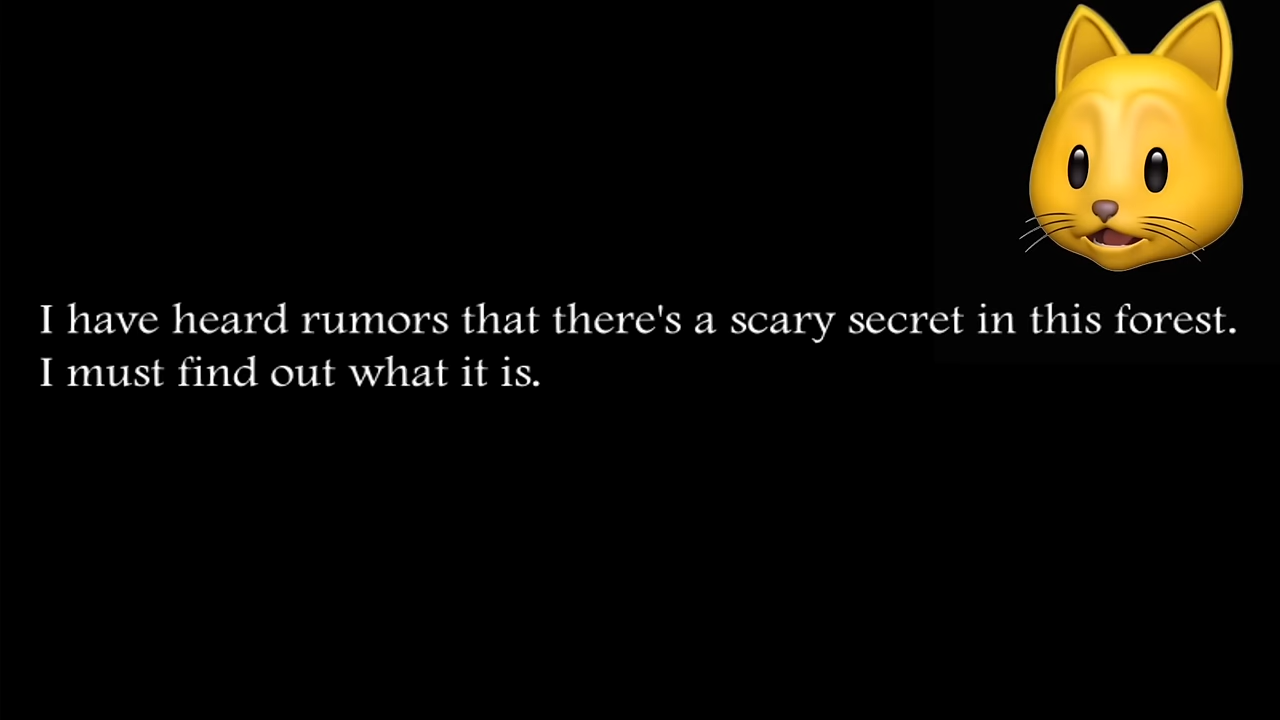 I have heard rumors that there's a scary secret in this forest.
I must find out what it is.